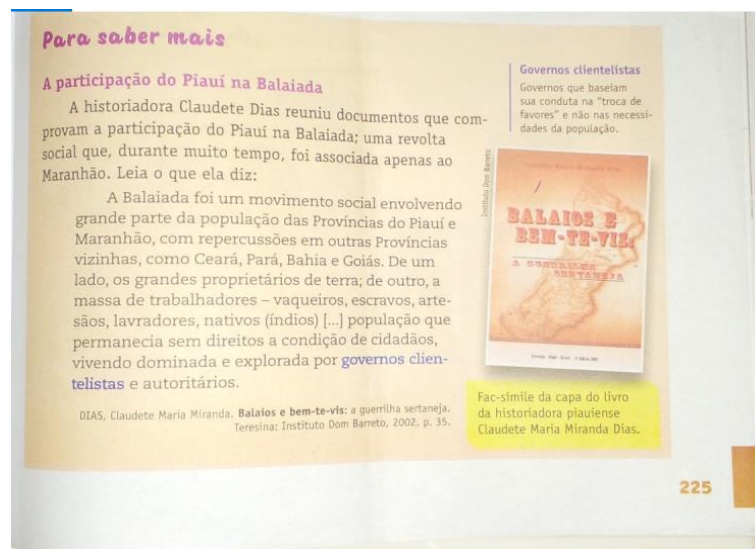 Para saber mais
A participação do Piauí na Balaiada
A historiadora Claudete Dias reuniu documentos que com-
provam a participação do Piauí na Balaiada; uma revolta
social que, durante muito tempo, foi associada apenas ao
Maranhão. Leia o que ela diz:
A Balaiada foi um movimento social envolvendo
grande parte da população das Províncias do Piauí e
Maranhão, com repercussões em outras Províncias
vizinhas, como Ceará, Pará, Bahia e Goiás. De um
lado, os grandes proprietários de terra; de outro, a
massa de trabalhadores – vaqueiros, escravos, arte-
sãos, lavradores, nativos (índios) [...] população que
permanecia sem direitos a condição de cidadãos,
vivendo dominada e explorada por governos clien-
telistas e autoritários.
DIAS, Claudete Maria Miranda. Balaios e bem-te-vis: a guerrilha sertaneja.
Teresina: Instituto Dom Barreto, 2002, p. 35.
Governos clientelistas
Governos que baseiam
sua conduta na "troca de
favores" e não nas necessi-
dades da população.
Instituto Dom Barreto
BALAIOS E
BEM-TE-VIS:
A GUERRILHA
SERTANEJA
Fac-símile da capa do livro
da historiadora piauiense
Claudete Maria Miranda Dias.
225